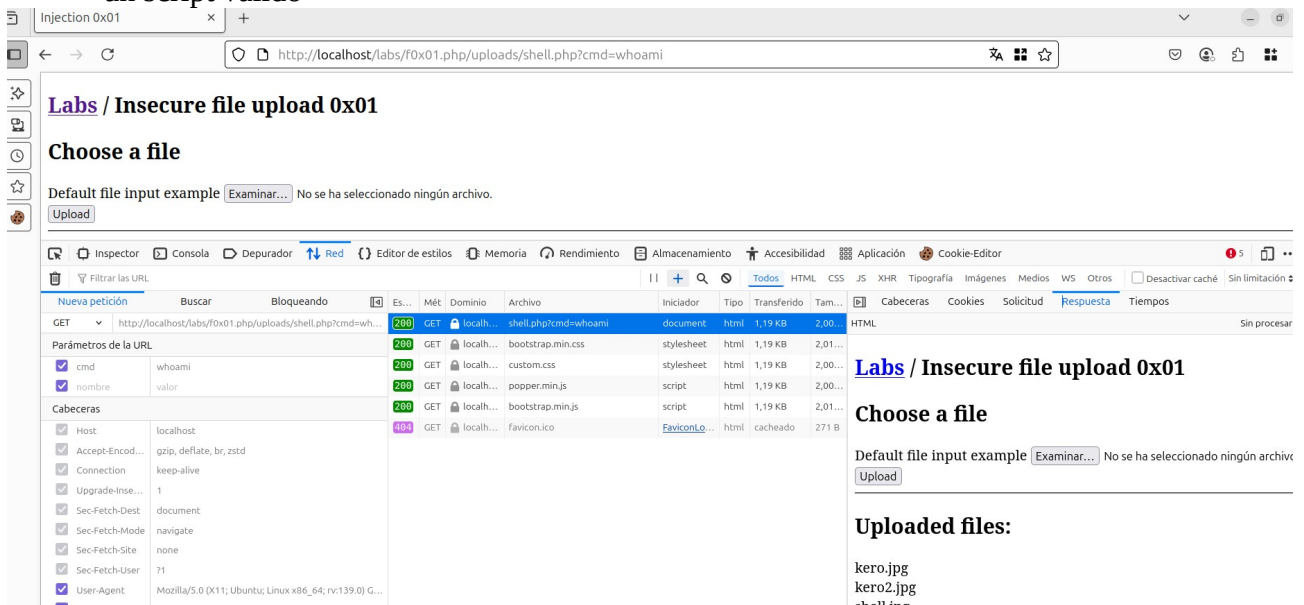 un script válido
Injection 0x01
http://localhost/labs/f0x01.php/uploads/shell.php?cmd=whoami
Labs / Insecure file upload 0x01
Choose a file
Default file input example Examinar... No se ha seleccionado ningún archivo.
Upload
Inspector Consola Depurador Red Editor de estilos Memoria Rendimiento Almacenamiento Accesibilidad Aplicación Cookie-Editor 5
Filtrar las URL Todos HTML CSS JS XHR Tipografía Imágenes Medios WS Otros Desactivar caché Sin limitación
Nueva petición Buscar Bloqueando Es... Mét Dominio Archivo Iniciador Tipo Transferido Tam... Cabeceras Cookies Solicitud Respuesta Tiempos
GET http://localhost/labs/f0x01.php/uploads/shell.php?cmd=wh... 200 GET localh... shell.php?cmd=whoami document html 1,19 KB 2,00... HTML Sin procesar
Parámetros de la URL 200 GET localh... bootstrap.min.css stylesheet html 1,19 KB 2,01...
cmd whoami 200 GET localh... custom.css stylesheet html 1,19 KB 2,00...
nombre valor 200 GET localh... popper.min.js script html 1,19 KB 2,00...
Cabeceras 200 GET localh... bootstrap.min.js script html 1,19 KB 2,01...
Host localhost 404 GET localh... favicon.ico FaviconLo... html cacheado 271 B
Accept-Encod... gzip, deflate, br, zstd
Connection keep-alive
Upgrade-Inse... 1
Sec-Fetch-Dest document
Sec-Fetch-Mode navigate
Sec-Fetch-Site none
Sec-Fetch-User ?1
User-Agent Mozilla/5.0 (X11; Ubuntu; Linux x86_64; rv:139.0) G...
Labs / Insecure file upload 0x01
Choose a file
Default file input example Examinar... No se ha seleccionado ningún archivo
Upload
Uploaded files:
kero.jpg
kero2.jpg
shell.jpg